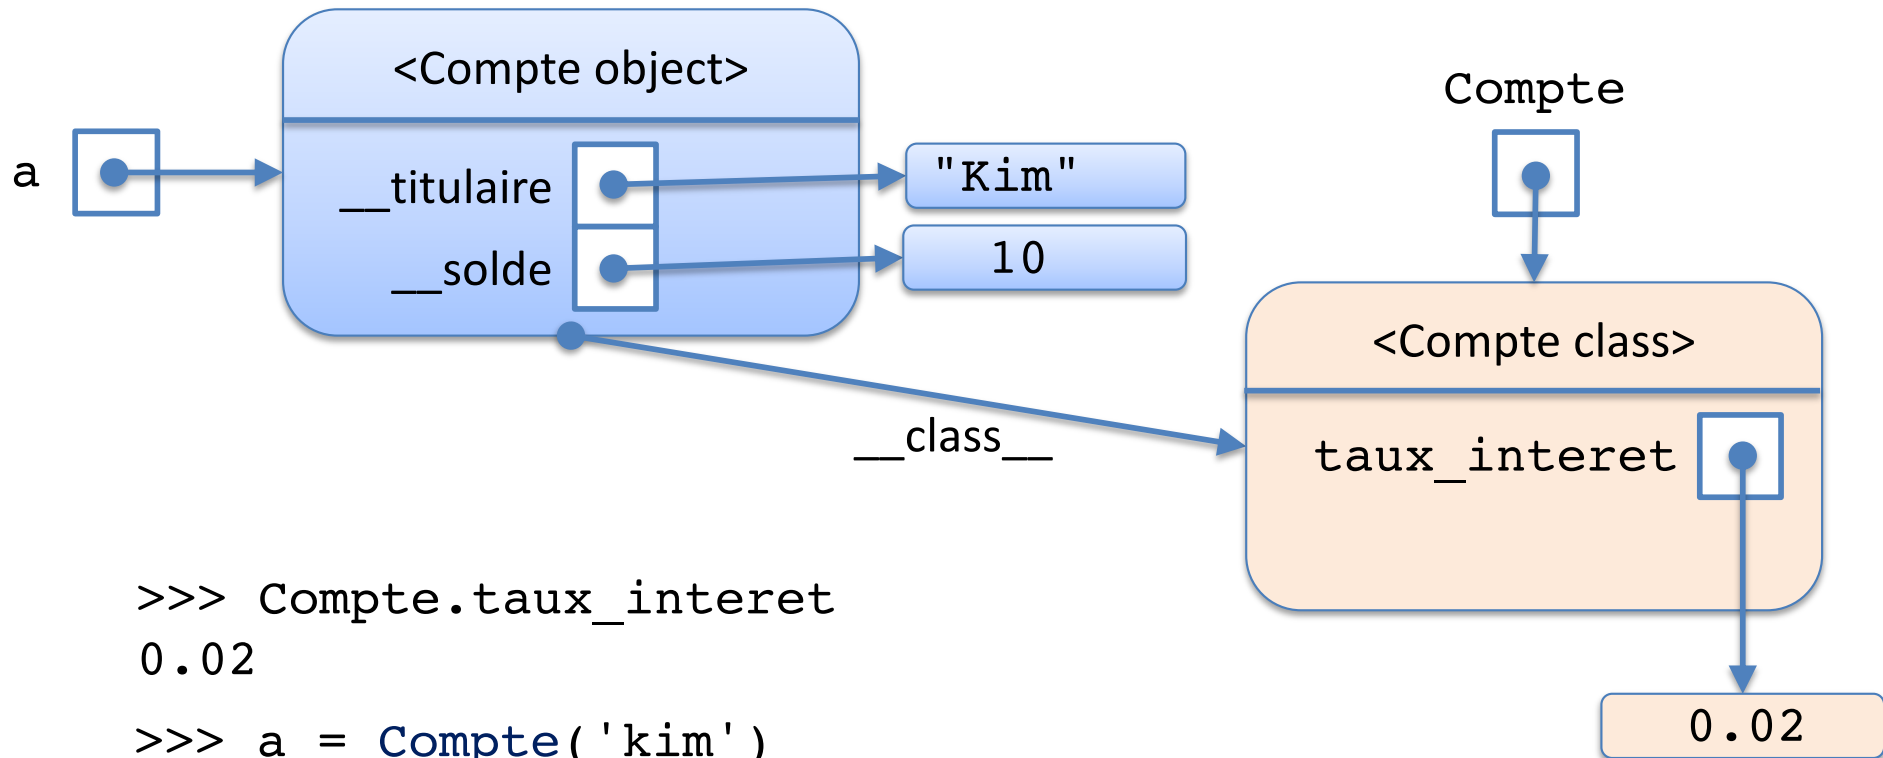 <Compte object>
Compte
a
__titulaire
"Kim"
__solde
10
<Compte class>
__class__
taux_interet
>>> Compte.taux_interet
0.02
>>> a = Compte('kim')
0.02